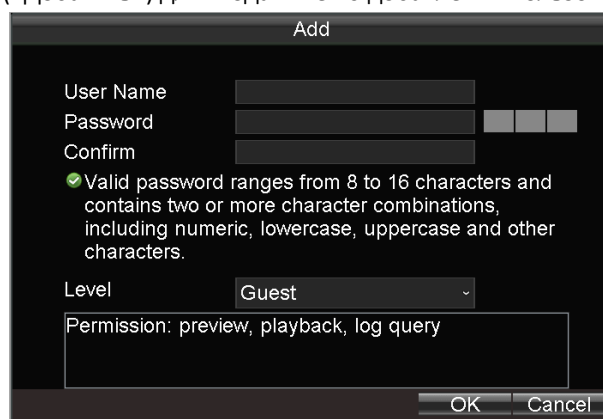 Add
User Name
Password
Confirm
Valid password ranges from 8 to 16 characters and
contains two or more character combinations,
including numeric, lowercase, uppercase and other
characters.
Level
Guest
Permission: preview, playback, log query
OK
Cancel